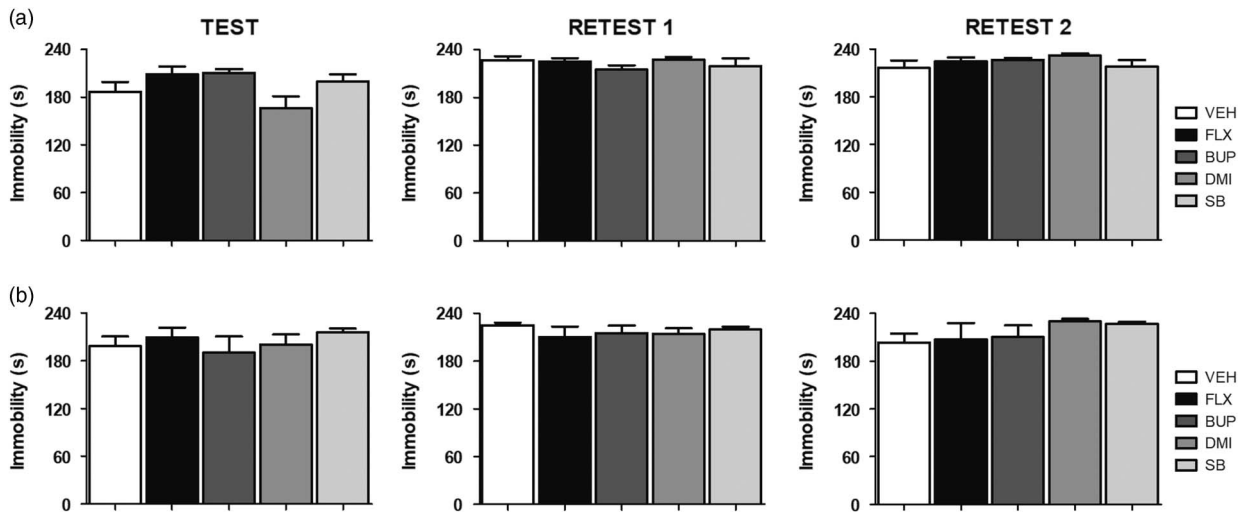 (a)
TEST
RETEST 1
RETEST 2
Immobility (s)
240
180
120
60
0
Immobility (s)
240
180
120
60
0
Immobility (s)
240
180
120
60
0
VEH
FLX
BUP
DMI
SB
(b)
Immobility (s)
240
180
120
60
0
Immobility (s)
240
180
120
60
0
Immobility (s)
240
180
120
60
0
VEH
FLX
BUP
DMI
SB